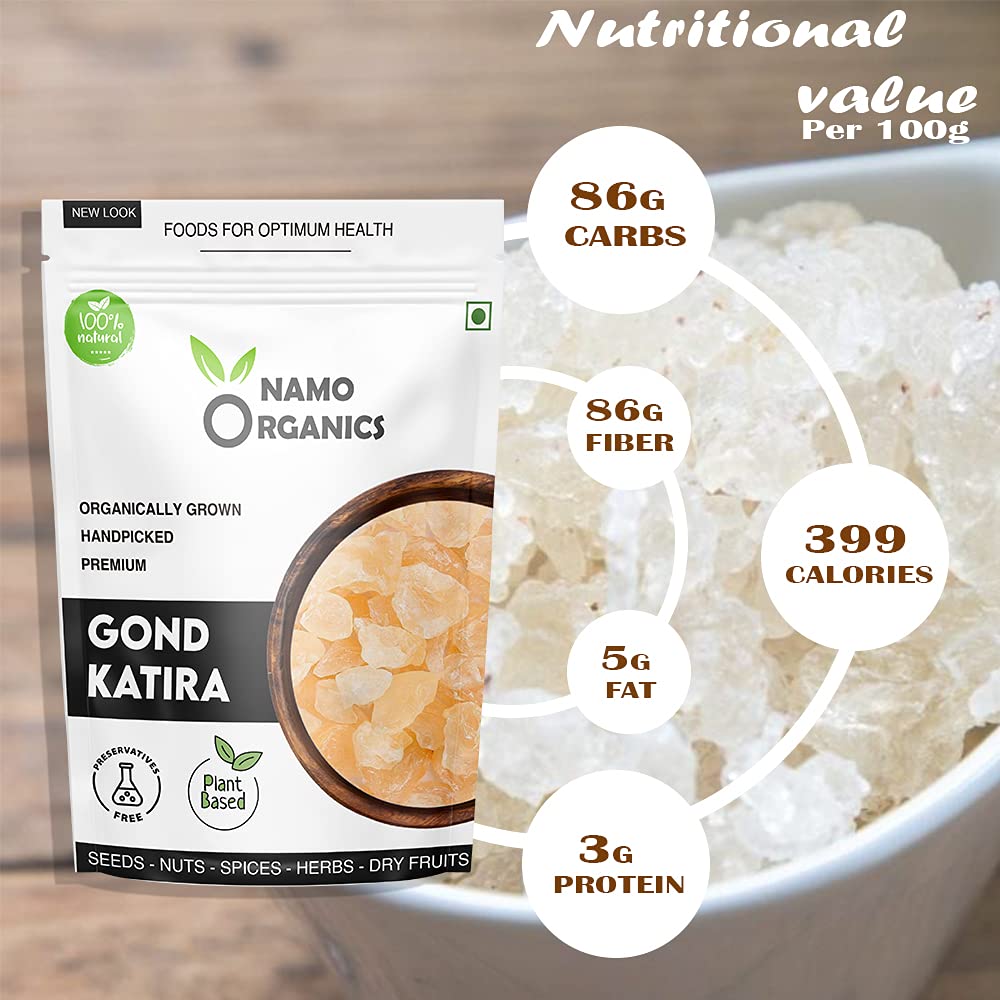 Nutritional
value
Per 100g
NEW LOOK
FOODS FOR OPTIMUM HEALTH
100%
natural
NAMO
ORGANICS
ORGANICALLY GROWN
HANDPICKED
PREMIUM
GOND
KATIRA
PRESERVATIVES
FREE
Plant
Based
SEEDS - NUTS - SPICES - HERBS - DRY FRUITS
86G
CARBS
86G
FIBER
399
CALORIES
5G
FAT
3G
PROTEIN